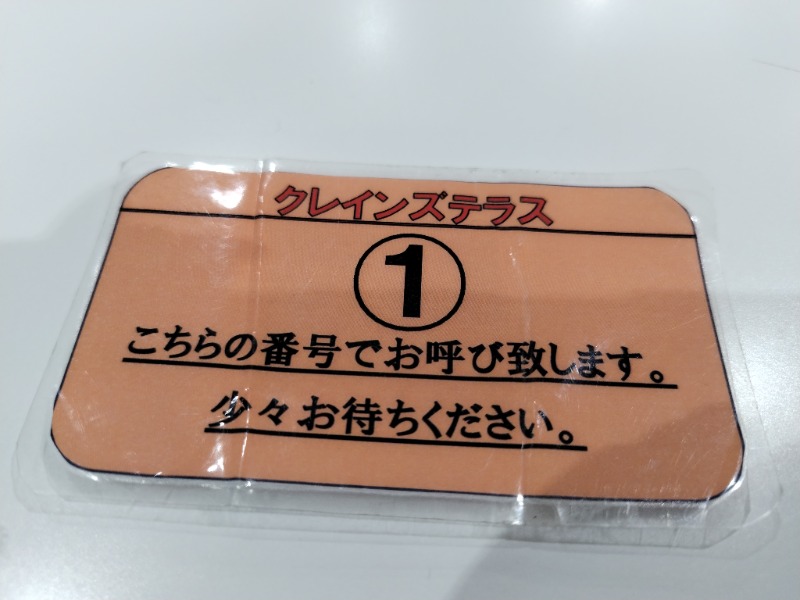 クレインズテラス
①
こちらの番号でお呼び致します。
少々お待ちください。